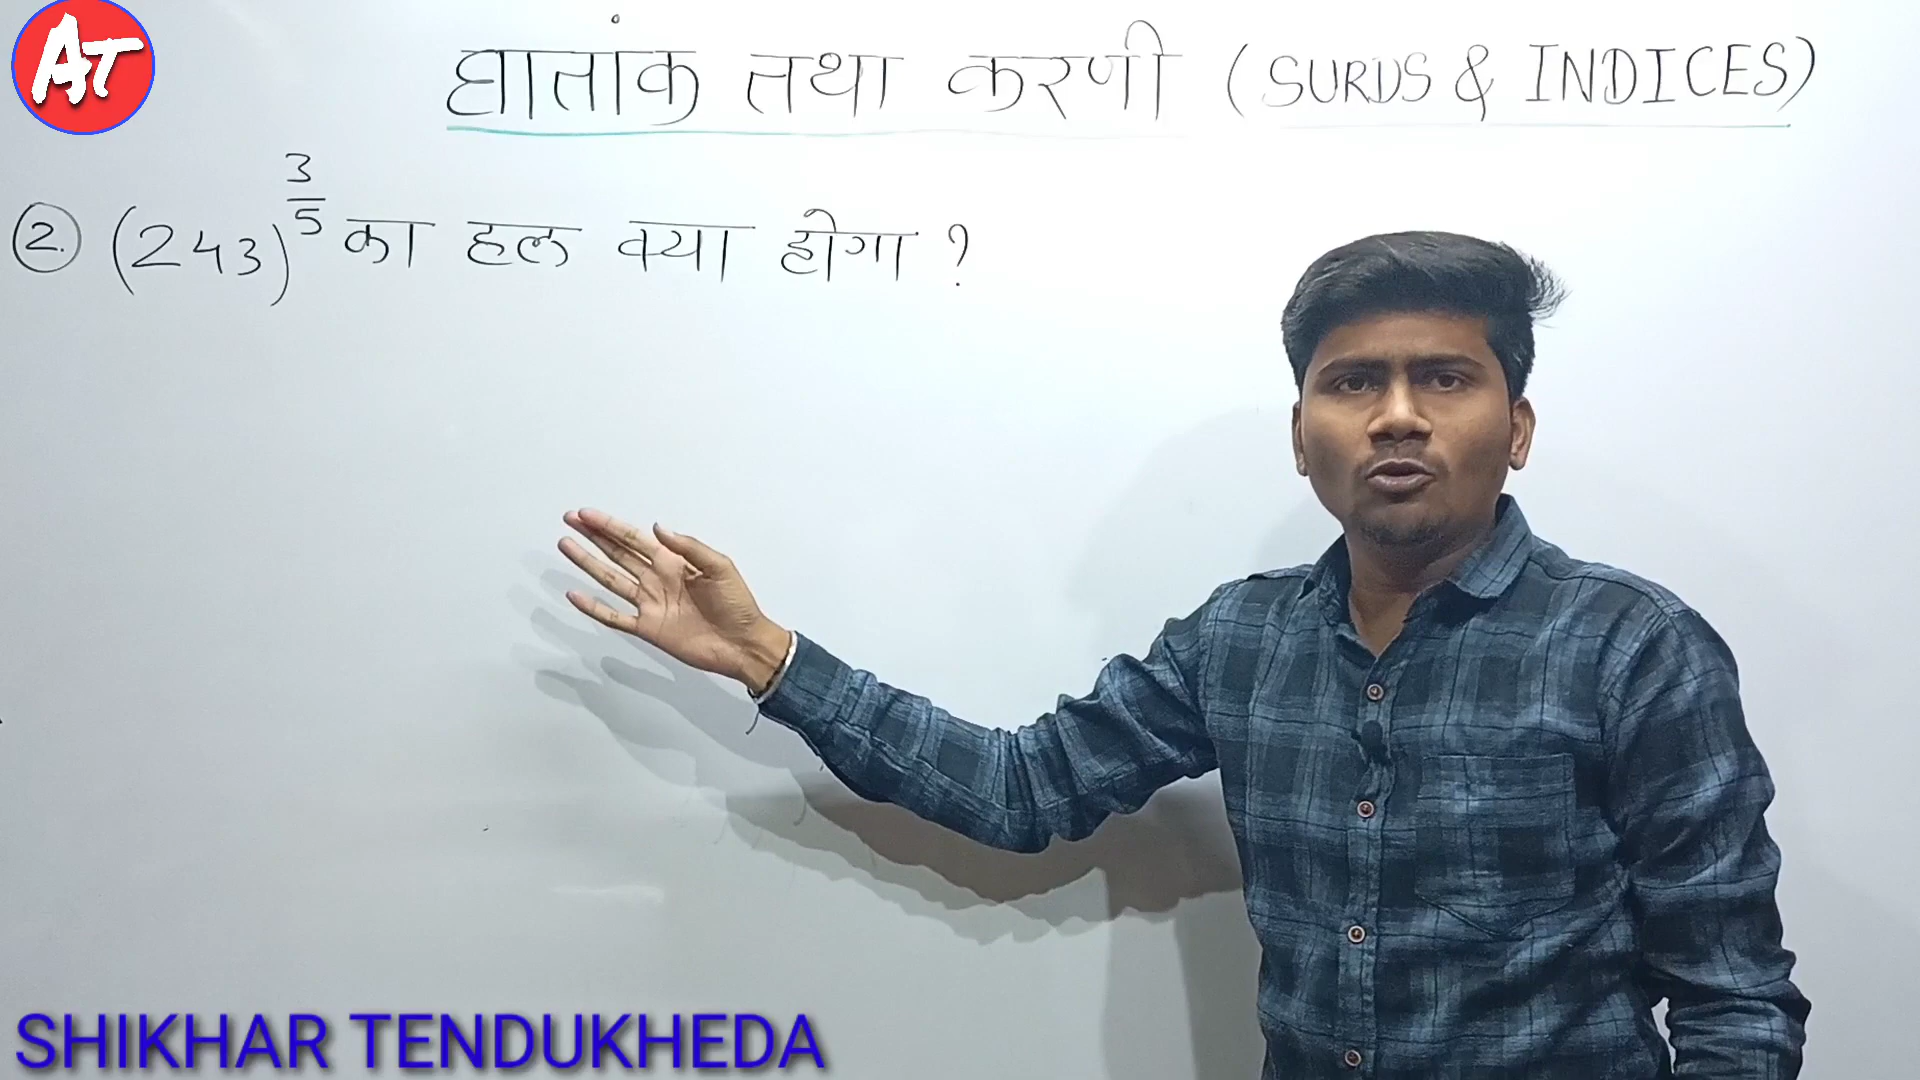 AT
घातांक तथा करणी (SURDS & INDICES)
2. (243)^(3/5) का हल क्या होगा ?
SHIKHAR TENDUKHEDA